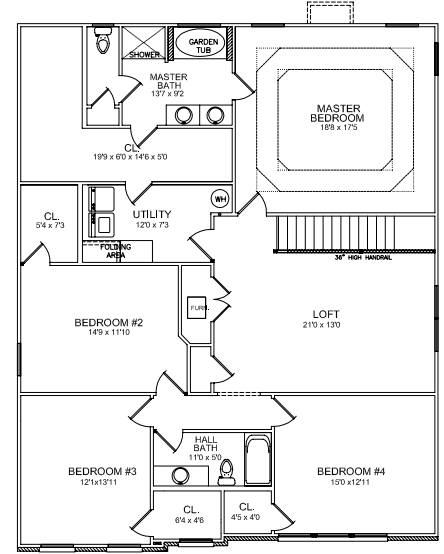 GARDEN
TUB
SHOWER
MASTER
BATH
13'7 x 9'2
MASTER
BEDROOM
18'8 x 17'5
CL.
19'9 x 6'0 x 14'6 x 5'0
CL.
5'4 x 7'3
UTILITY
12'0 x 7'3
WH
FOLDING
AREA
36" HIGH HANDRAIL
FURN.
LOFT
21'0 x 13'0
BEDROOM #2
14'9 x 11'10
HALL
BATH
11'0 x 5'0
BEDROOM #3
12'1x13'11
BEDROOM #4
15'0 x 12'11
CL.
6'4 x 4'6
CL.
4'5 x 4'0